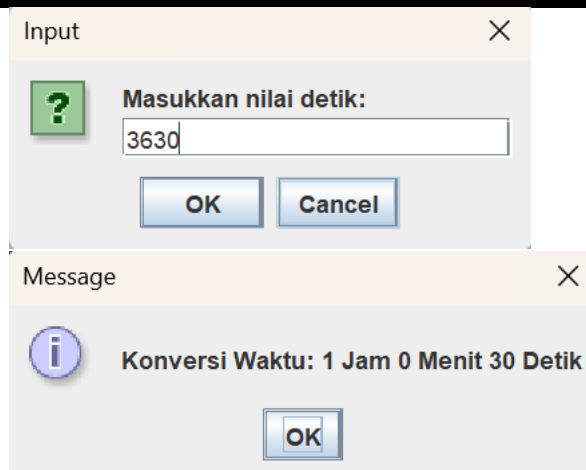 Input
Masukkan nilai detik:
3630
OK Cancel
Message
Konversi Waktu: 1 Jam 0 Menit 30 Detik
OK